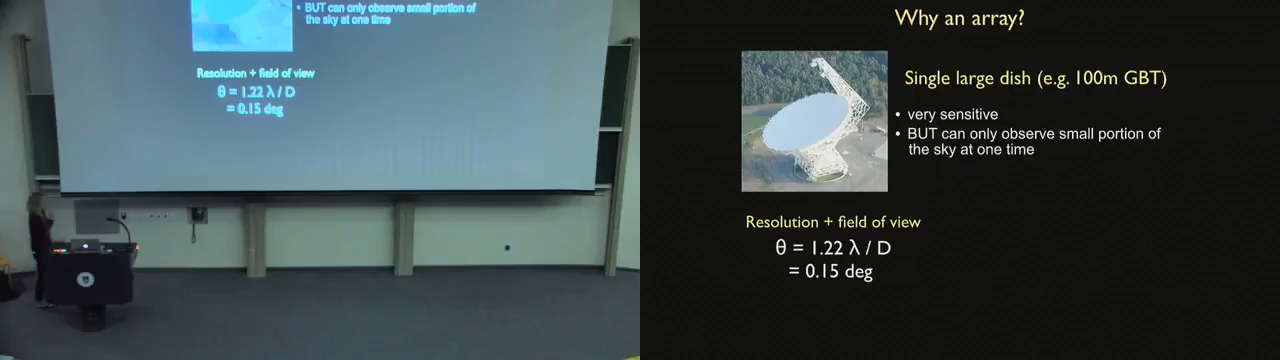 BUT can only observe small portion of
the sky at one time
Resolution + field of view
θ = 1.22 λ / D
= 0.15 deg
Why an array?
Single large dish (e.g. 100m GBT)
• very sensitive
• BUT can only observe small portion of
the sky at one time
Resolution + field of view
θ = 1.22 λ / D
= 0.15 deg